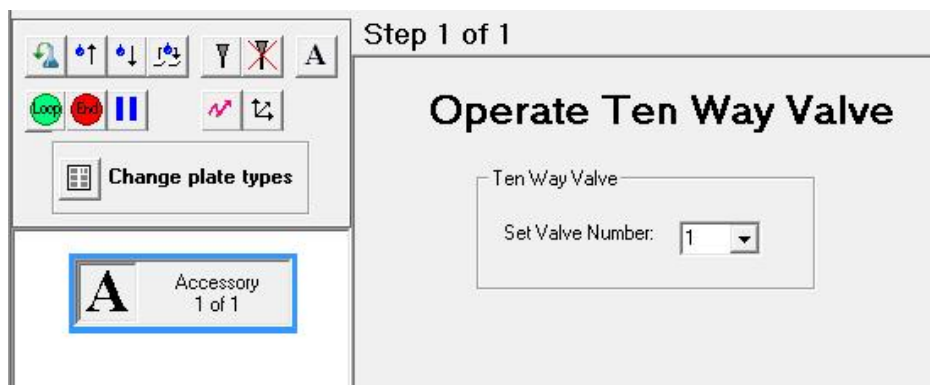 A
Loop
End
Change plate types
A
Accessory
1 of 1
Step 1 of 1
Operate Ten Way Valve
Ten Way Valve
Set Valve Number:
1